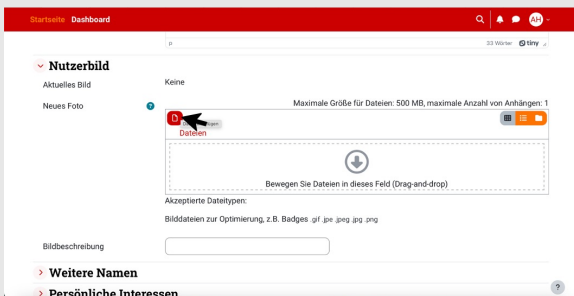 Startseite Dashboard
AH
p
33 Wörter tiny
Nutzerbild
Aktuelles Bild
Keine
Neues Foto
?
Maximale Größe für Dateien: 500 MB, maximale Anzahl von Anhängen: 1
Dateien
Bewegen Sie Dateien in dieses Feld (Drag-and-drop)
Akzeptierte Dateitypen:
Bilddateien zur Optimierung, z.B. Badges .gif .jpe .jpeg .jpg .png
Bildbeschreibung
Weitere Namen
?
Persönliche Interessen